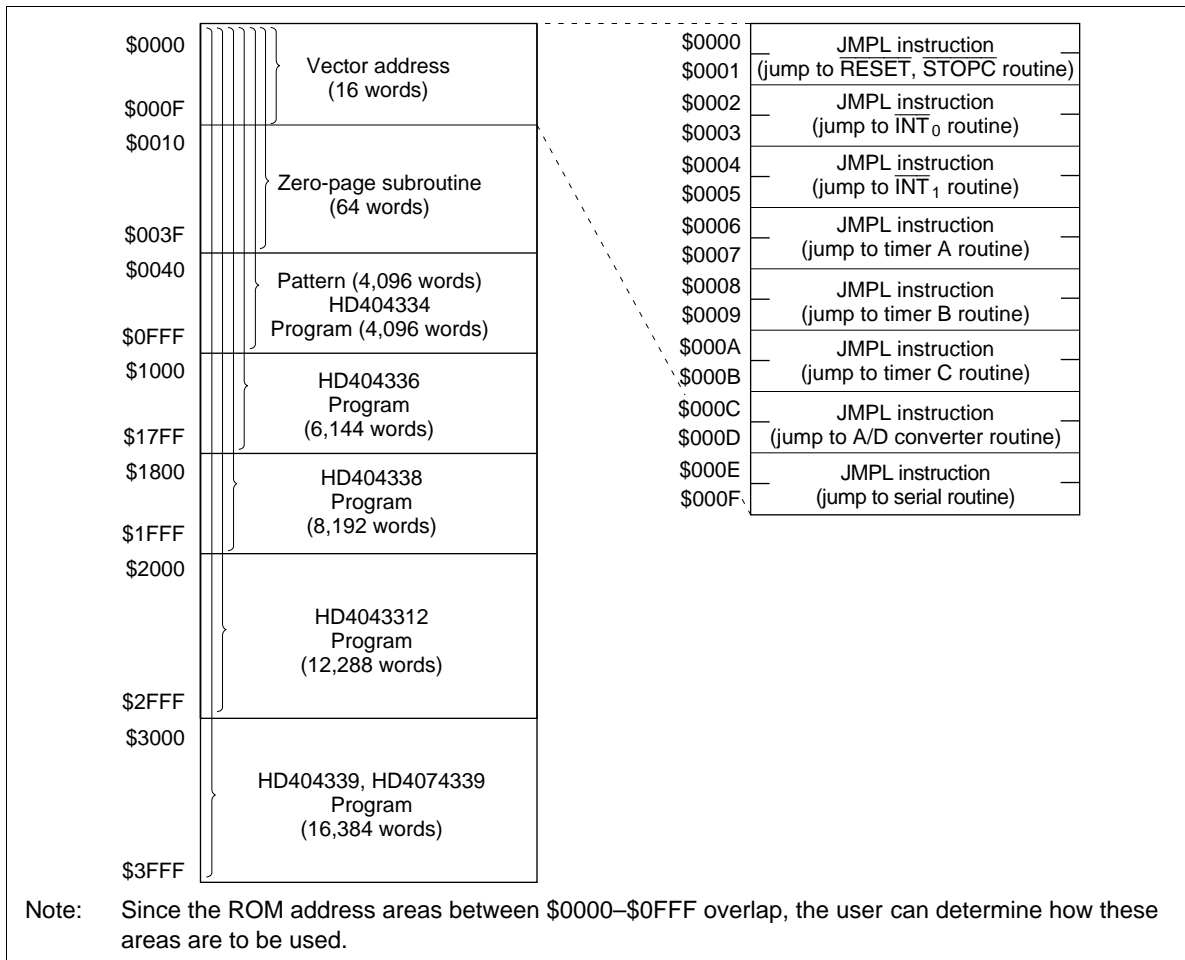 $0000
Vector address
(16 words)
$000F
$0010
Zero-page subroutine
(64 words)
$003F
$0040
Pattern (4,096 words)
HD404334
Program (4,096 words)
$0FFF
$1000
HD404336
Program
(6,144 words)
$17FF
$1800
HD404338
Program
(8,192 words)
$1FFF
$2000
HD4043312
Program
(12,288 words)
$2FFF
$3000
HD404339, HD4074339
Program
(16,384 words)
$3FFF
$0000
JMPL instruction
$0001
(jump to RESET, STOPC routine)
$0002
JMPL instruction
(jump to INT0 routine)
$0003
$0004
JMPL instruction
(jump to INT1 routine)
$0005
$0006
JMPL instruction
(jump to timer A routine)
$0007
$0008
JMPL instruction
(jump to timer B routine)
$0009
$000A
JMPL instruction
(jump to timer C routine)
$000B
$000C
JMPL instruction
(jump to A/D converter routine)
$000D
$000E
JMPL instruction
(jump to serial routine)
$000F
Note: Since the ROM address areas between $0000–$0FFF overlap, the user can determine how these
areas are to be used.